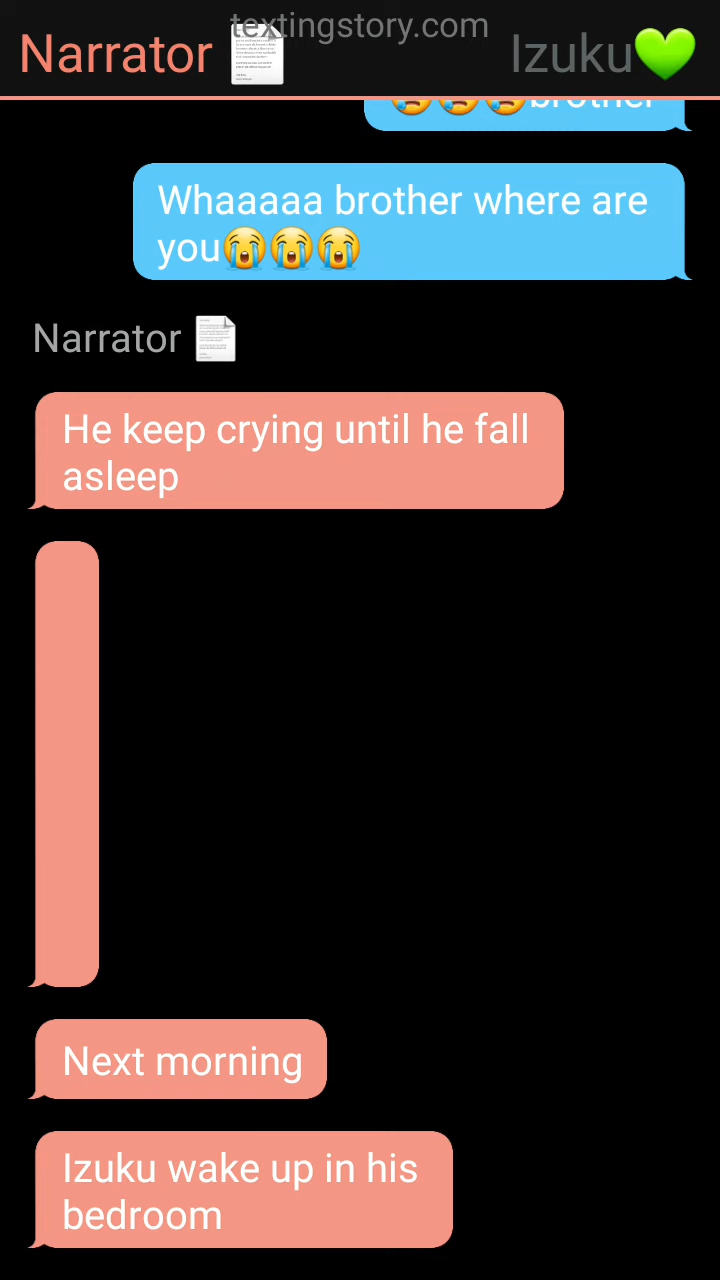 textingstory.com
Narrator 📄 Izuku💚
😢😢😢brother
Whaaaaa brother where are
you😭😭😭
Narrator 📄
He keep crying until he fall
asleep
Next morning
Izuku wake up in his
bedroom